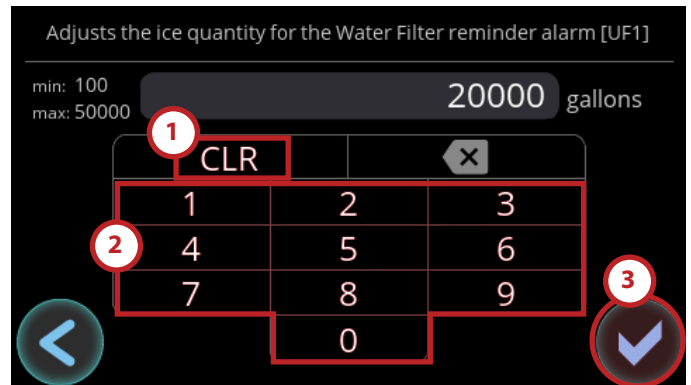 Adjusts the ice quantity for the Water Filter reminder alarm [UF1]
min: 100
max: 50000
20000 gallons
1
CLR
1 2 3
2
4 5 6
3
7 8 9
0